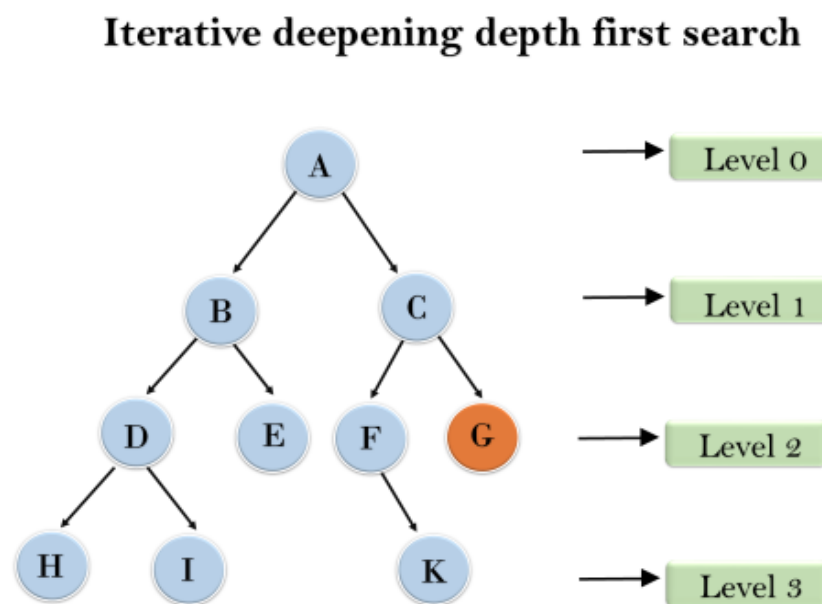 Iterative deepening depth first search
A
Level 0
B
C
Level 1
D
E
F
G
Level 2
H
I
K
Level 3